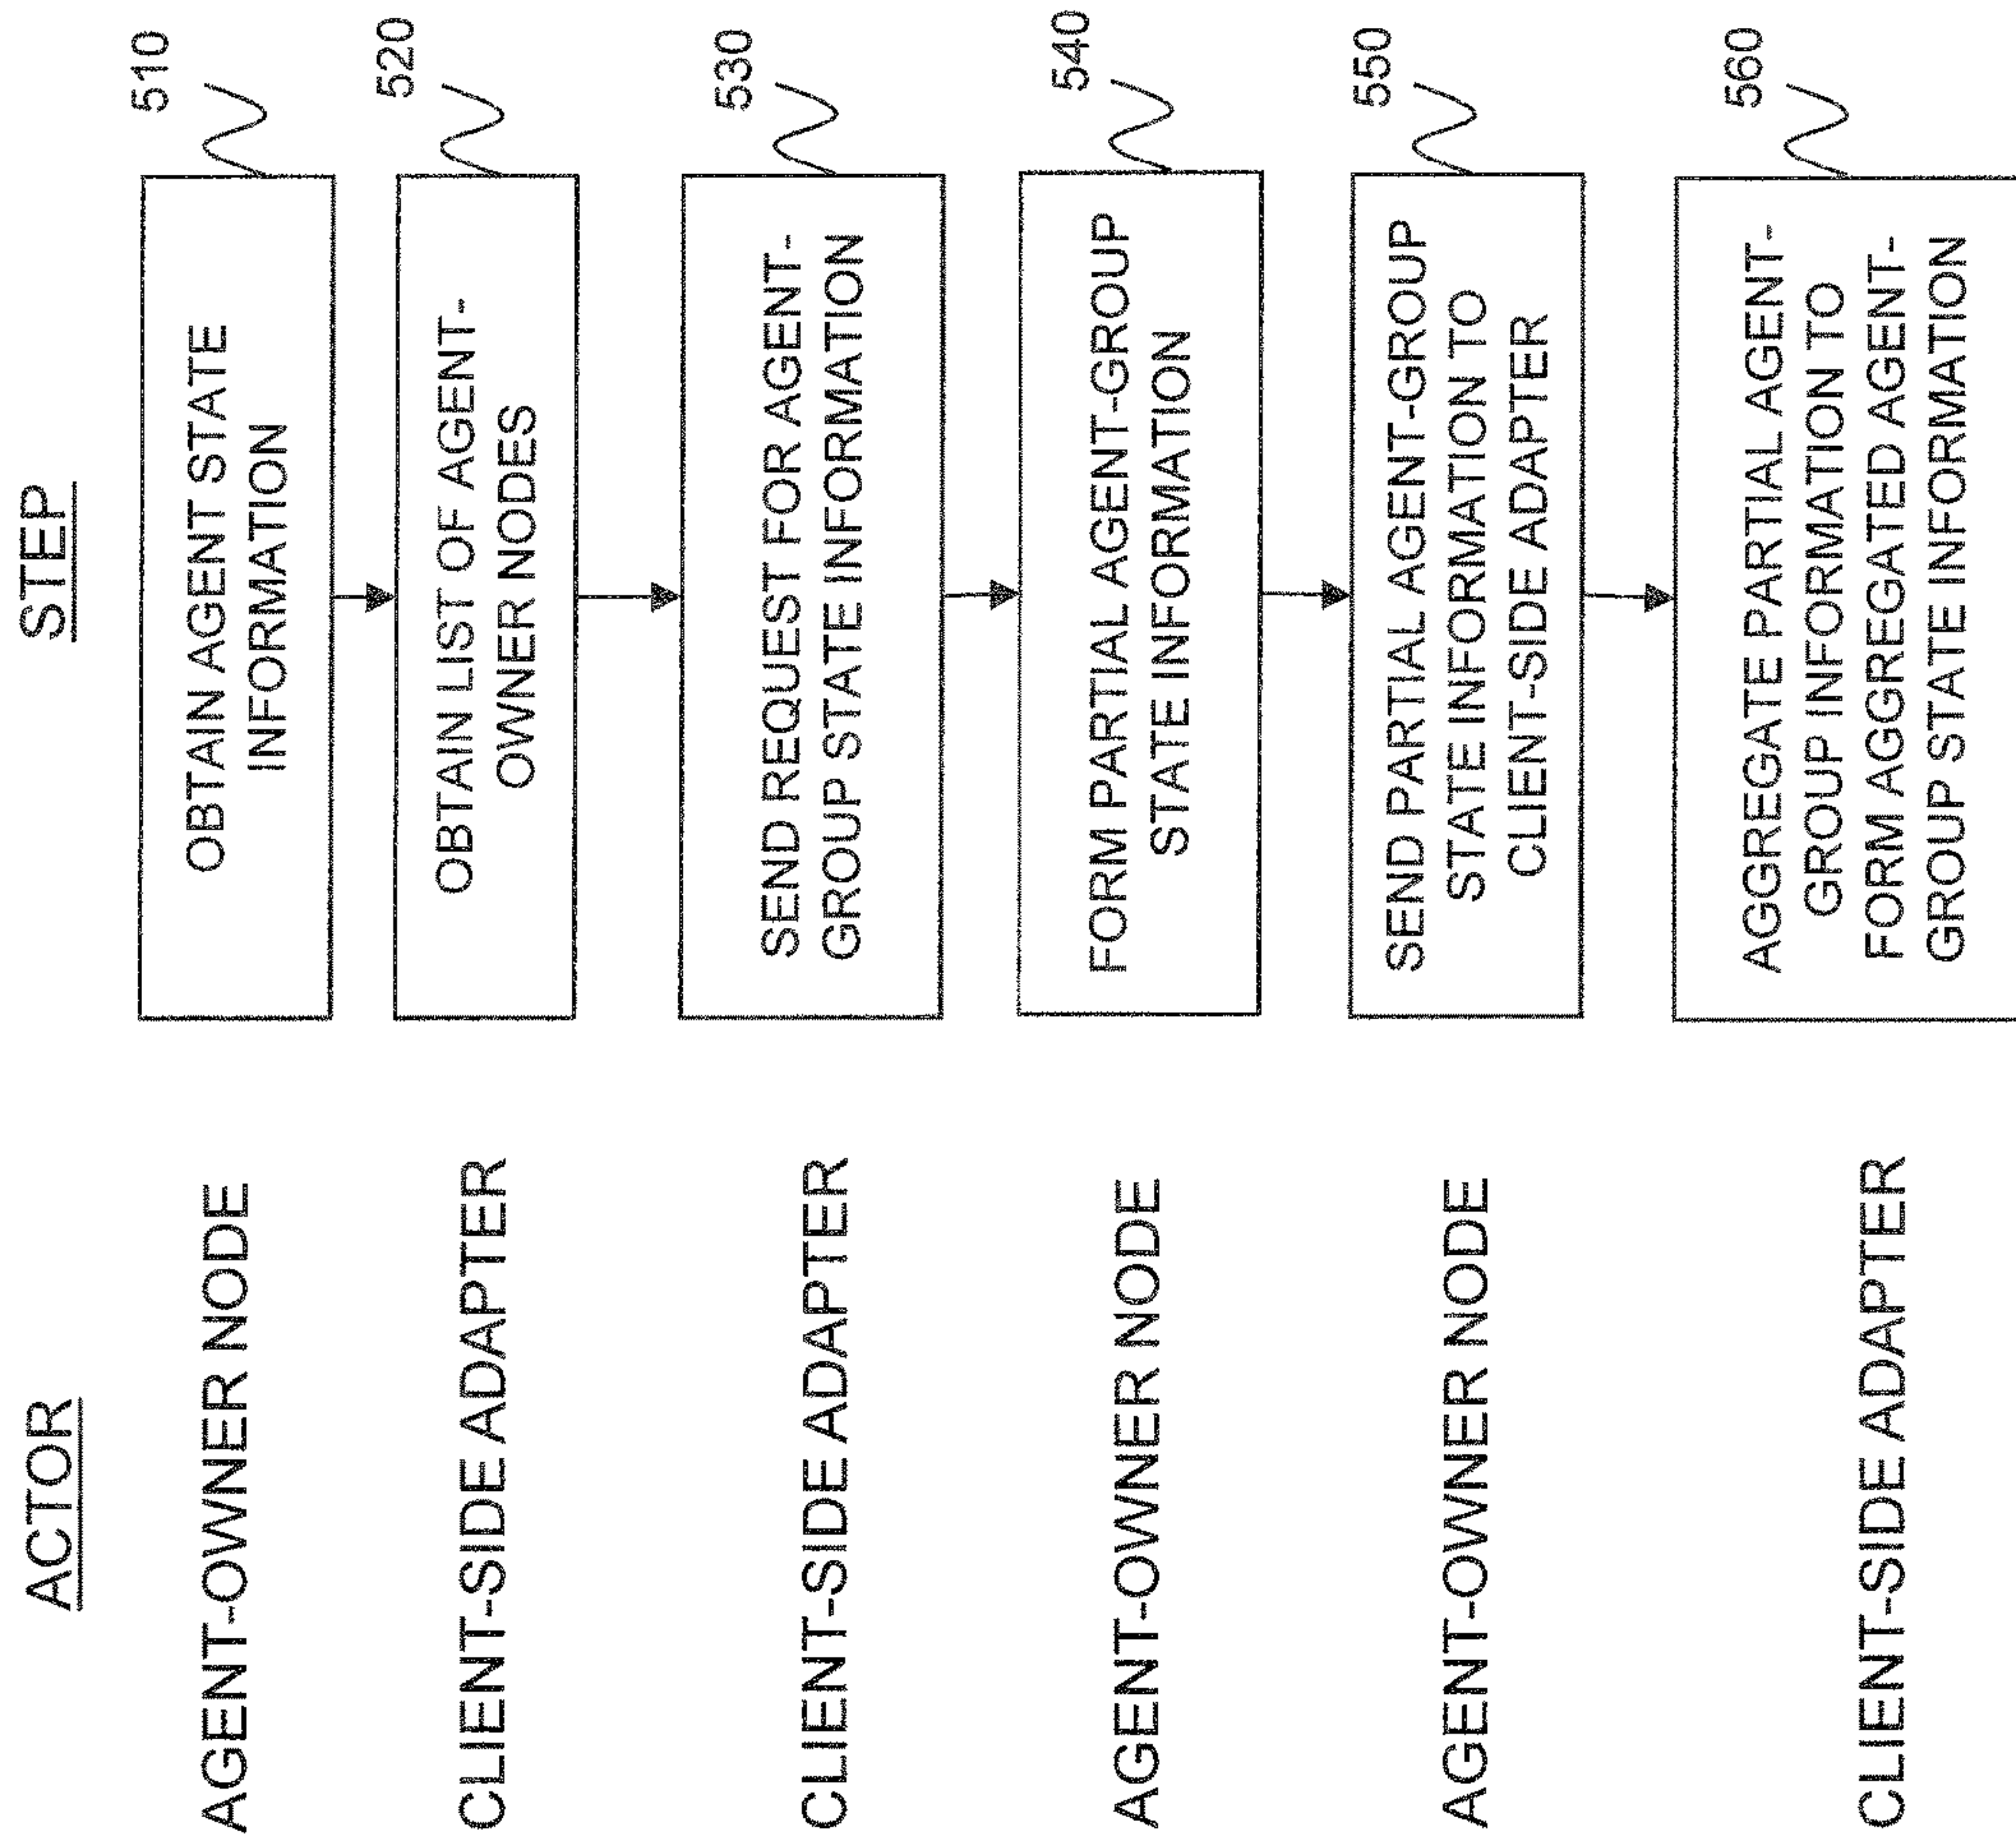 ACTOR
STEP
AGENT-OWNER NODE
OBTAIN AGENT STATE
INFORMATION
510
CLIENT-SIDE ADAPTER
OBTAIN LIST OF AGENT-
OWNER NODES
520
CLIENT-SIDE ADAPTER
SEND REQUEST FOR AGENT-
GROUP STATE INFORMATION
530
AGENT-OWNER NODE
FORM PARTIAL AGENT-GROUP
STATE INFORMATION
540
AGENT-OWNER NODE
SEND PARTIAL AGENT-GROUP
STATE INFORMATION TO
CLIENT-SIDE ADAPTER
550
CLIENT-SIDE ADAPTER
AGGREGATE PARTIAL AGENT-
GROUP INFORMATION TO
FORM AGGREGATED AGENT-
GROUP STATE INFORMATION
560